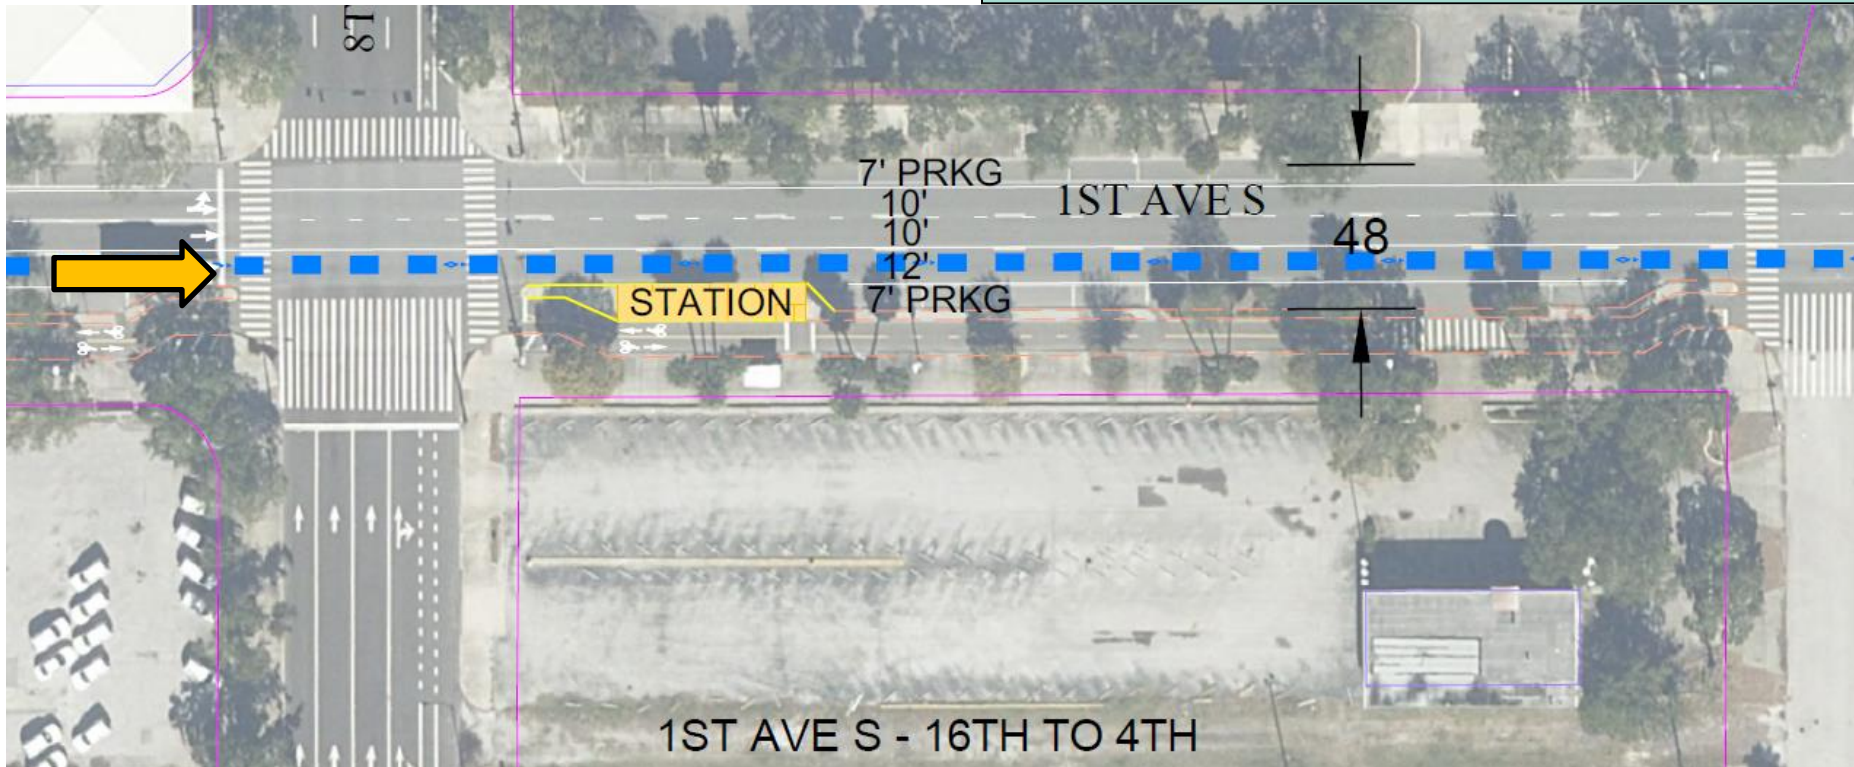 8T
7' PRKG
10'
1ST AVE S
10'
48
12'
STATION
7' PRKG
1ST AVE S - 16TH TO 4TH